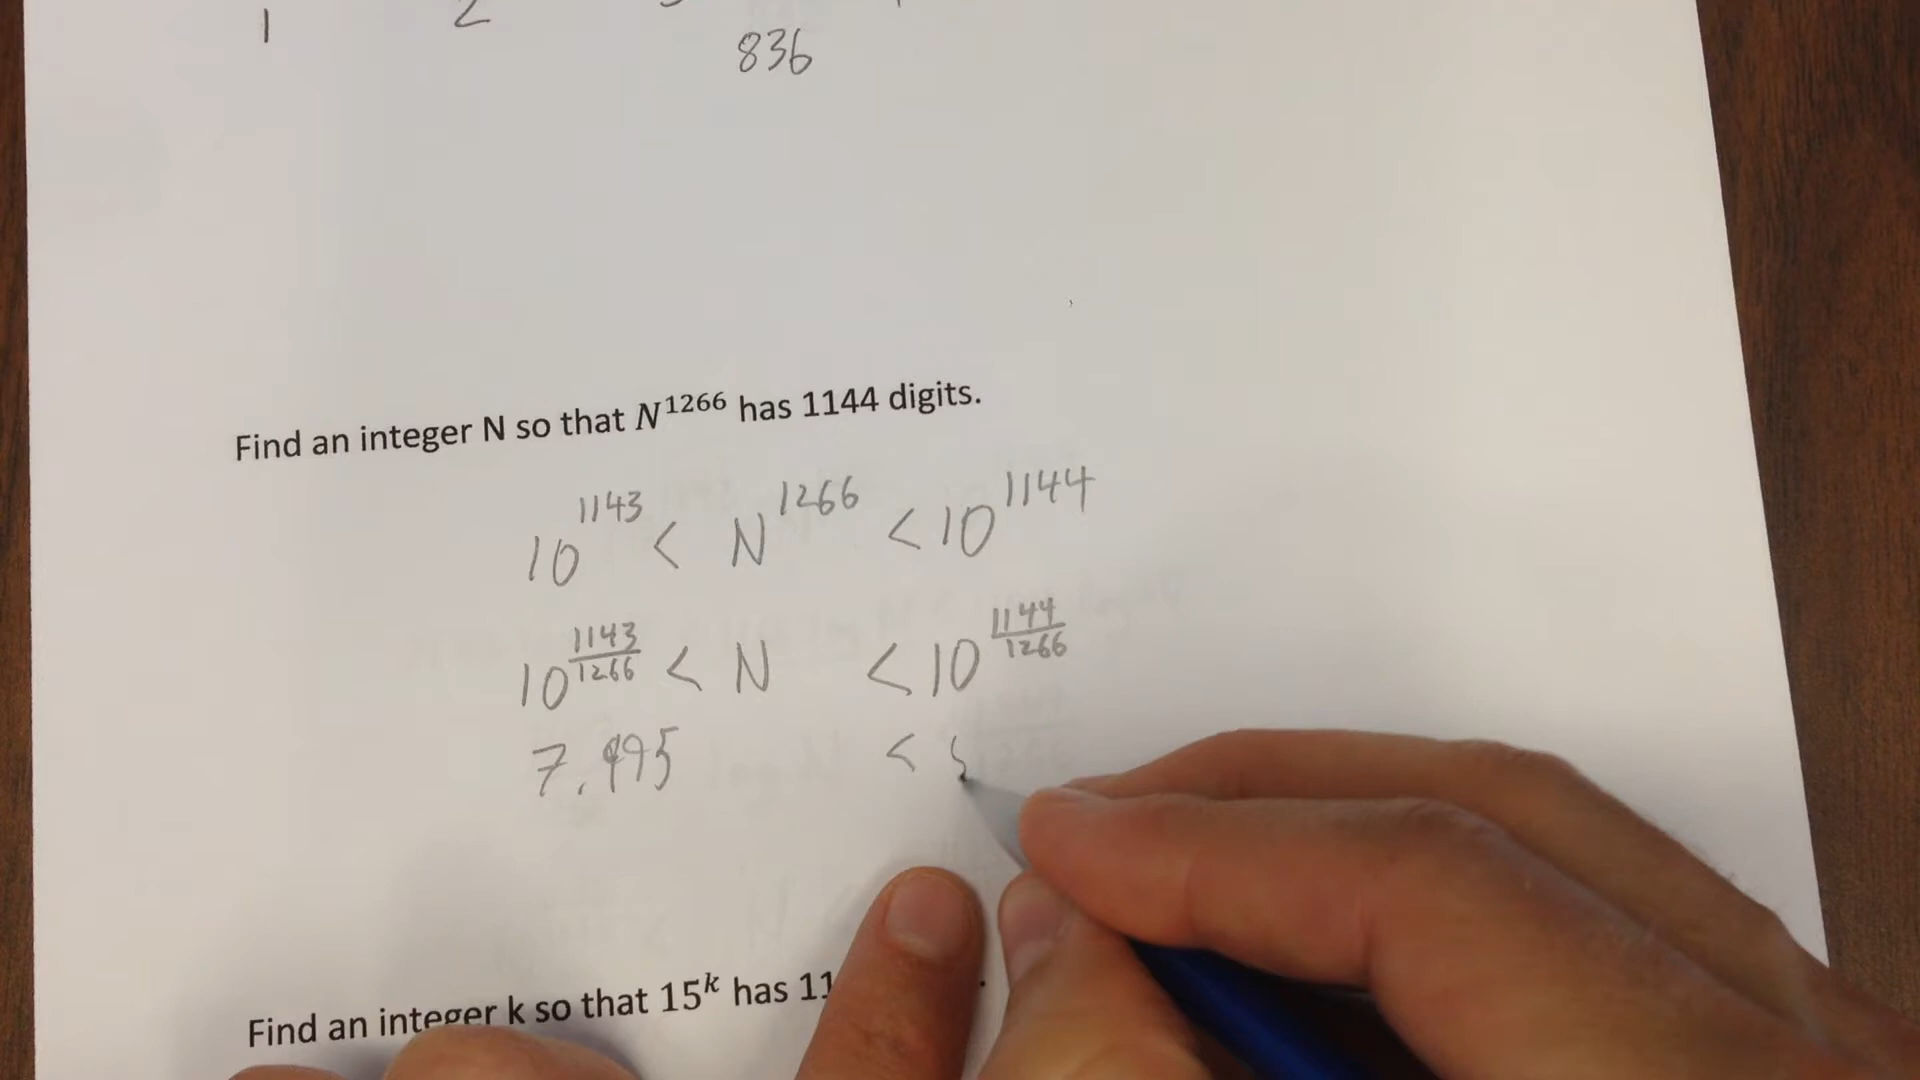 1 2
836
Find an integer N so that N^1266 has 1144 digits.
10^1143 < N^1266 < 10^1144
10^(1143/1266) < N < 10^(1144/1266)
7.995 <
Find an integer k so that 15^k has 11